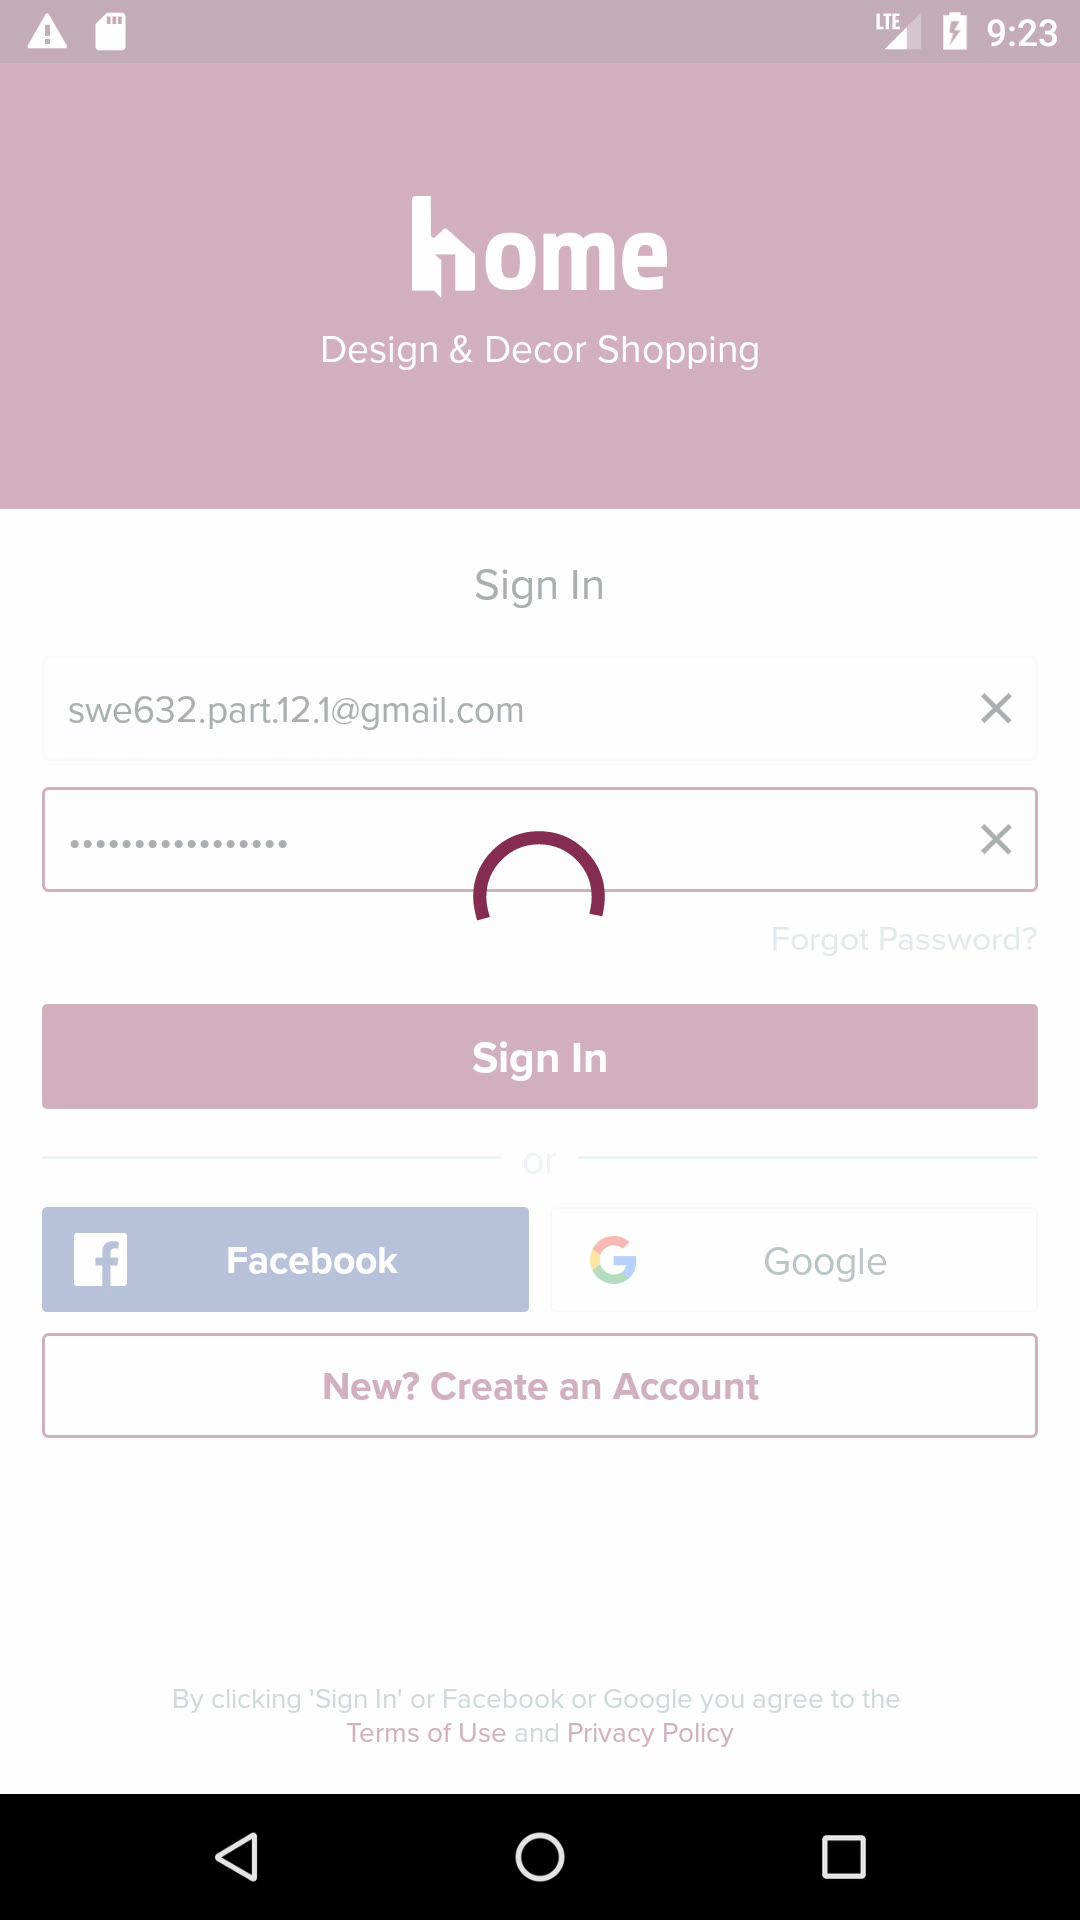 LTE 9:23
home
Design & Decor Shopping
Sign In
swe632.part.12.1@gmail.com
•••••••••••••••••
Forgot Password?
Sign In
or
Facebook
Google
New? Create an Account
By clicking 'Sign In' or Facebook or Google you agree to the
Terms of Use and Privacy Policy